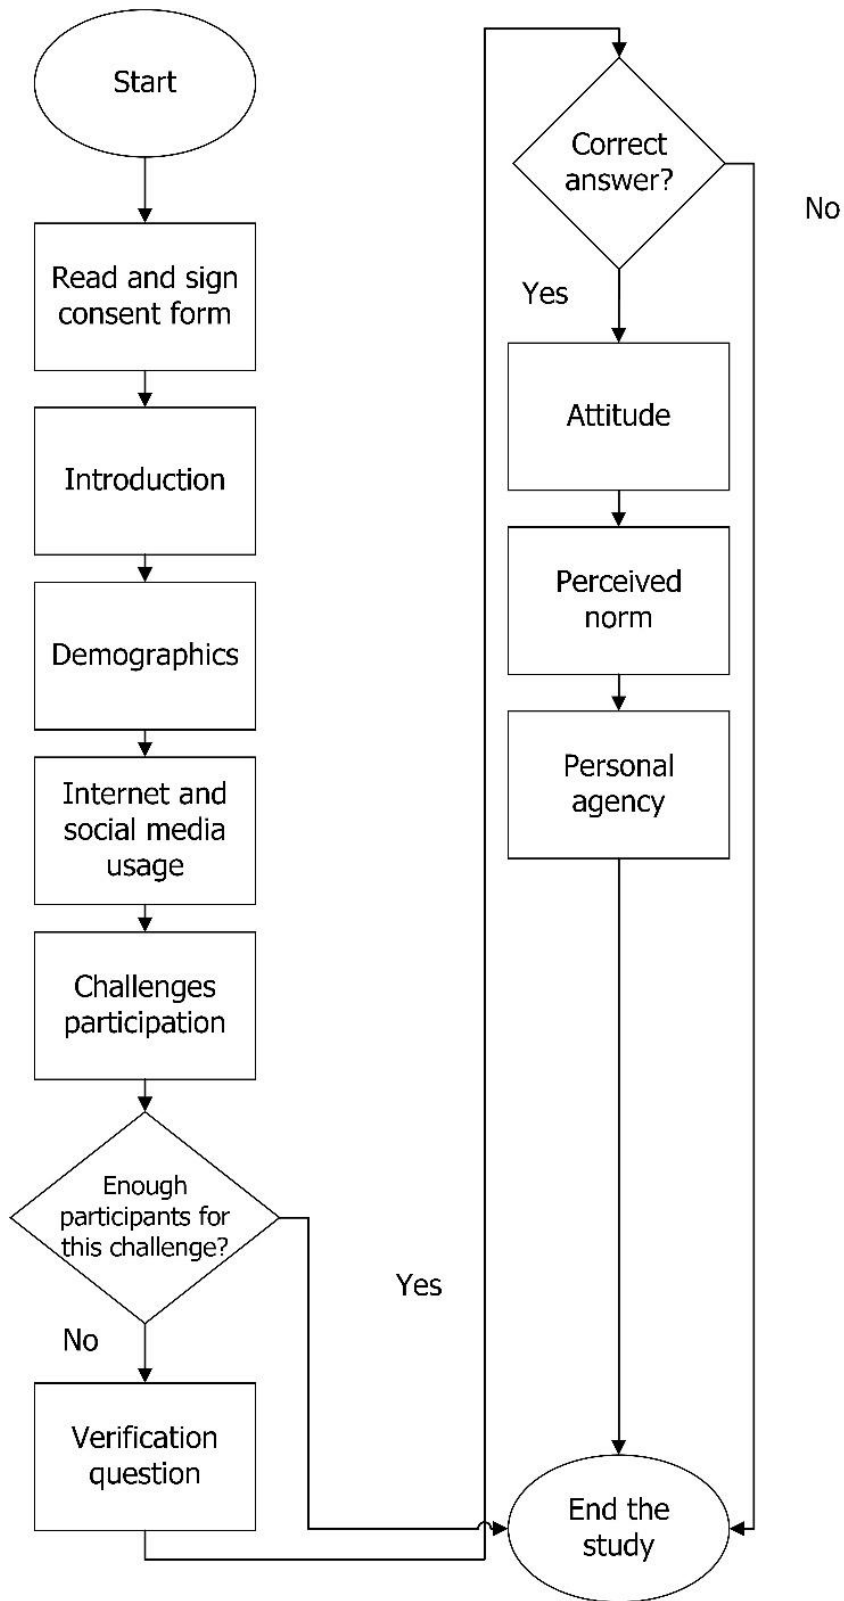 Start
Read and sign
consent form
Introduction
Demographics
Internet and
social media
usage
Challenges
participation
Enough
participants for
this challenge?
Yes
No
Verification
question
Correct
answer?
No
Yes
Attitude
Perceived
norm
Personal
agency
End the
study